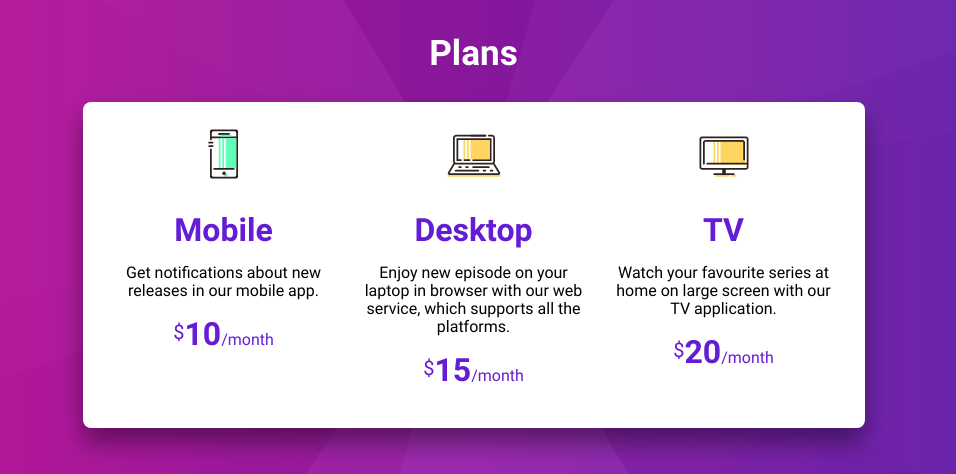 Plans
Mobile
Get notifications about new
releases in our mobile app.
$10/month
Desktop
Enjoy new episode on your
laptop in browser with our web
service, which supports all the
platforms.
$15/month
TV
Watch your favourite series at
home on large screen with our
TV application.
$20/month